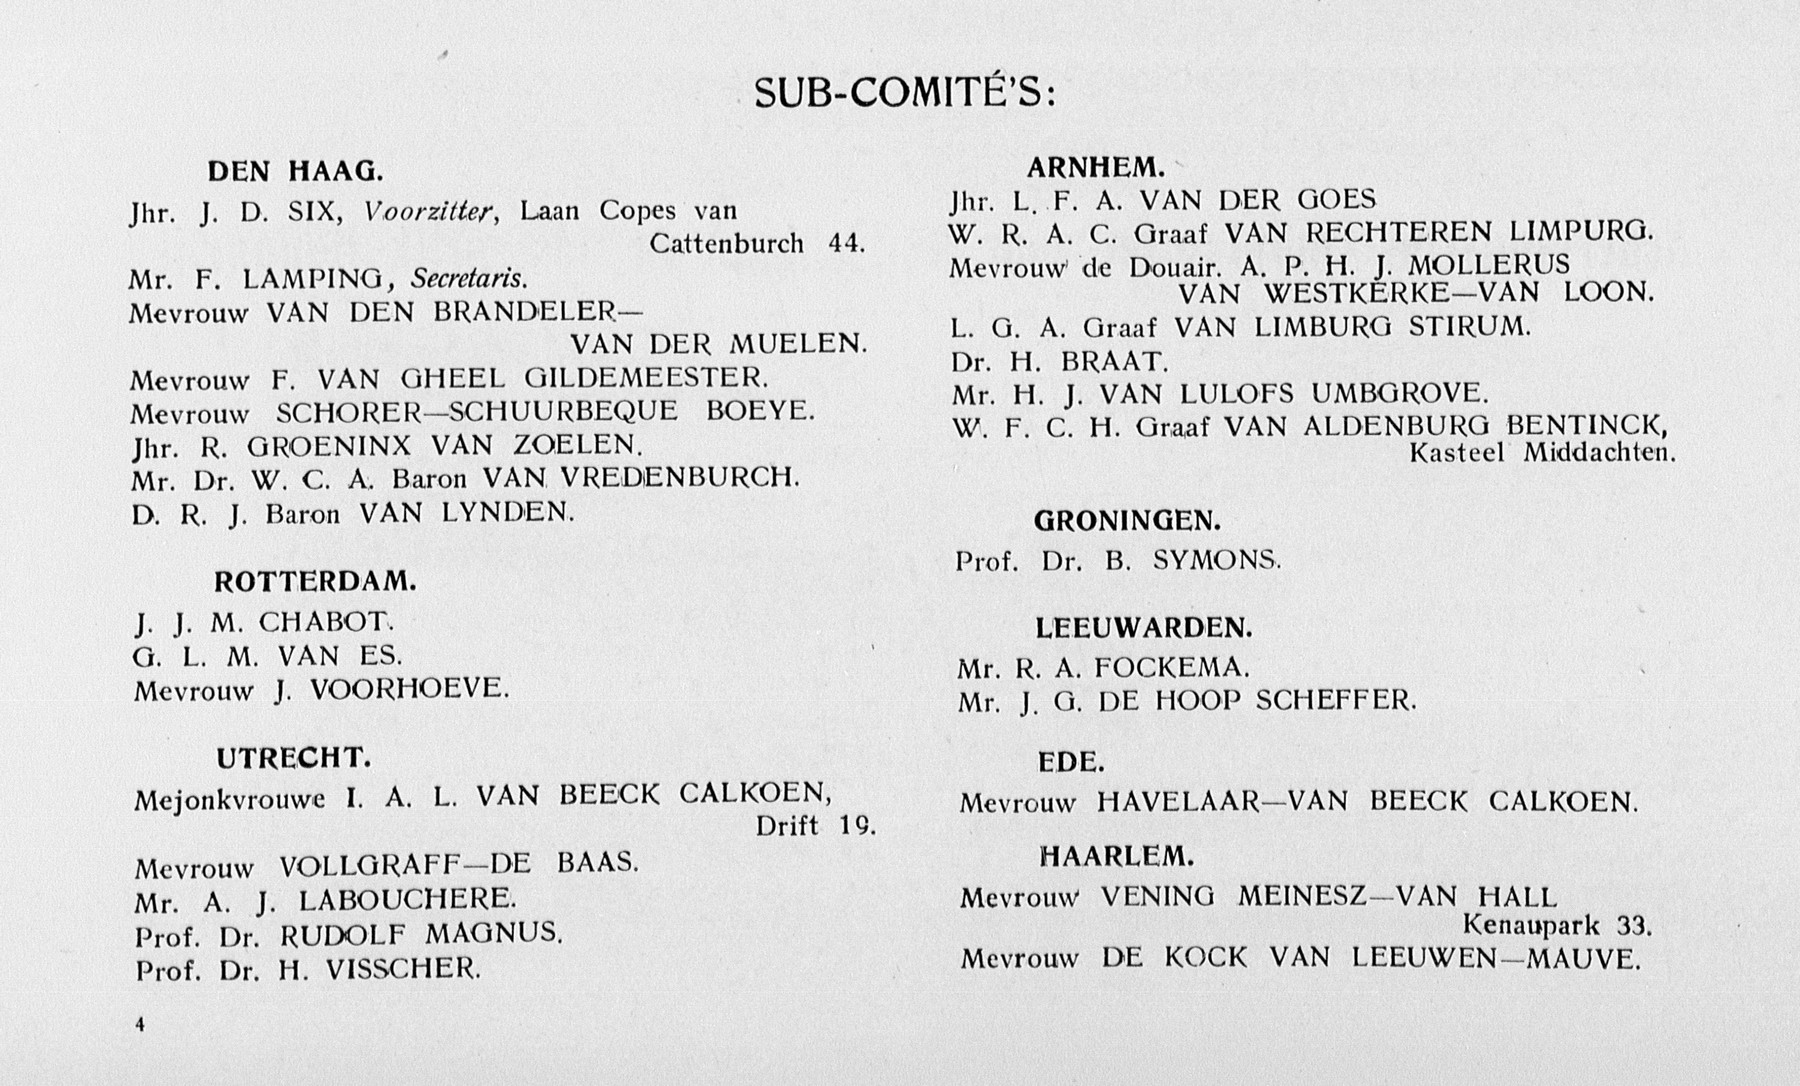 SUB-COMITÉ'S:
DEN HAAG.
Jhr. J. D. SIX, Voorzitter, Laan Copes van
Cattenburch 44.
Mr. F. LAMPING, Secretaris.
Mevrouw VAN DEN BRANDELER—
VAN DER MUELEN.
Mevrouw F. VAN GHEEL GILDEMEESTER.
Mevrouw SCHORER—SCHUURBEQUE BOEYE.
Jhr. R. GROENINX VAN ZOELEN.
Mr. Dr. W. C. A. Baron VAN VREDENBURCH.
D. R. J. Baron VAN LYNDEN.
ROTTERDAM.
J. J. M. CHABOT.
G. L. M. VAN ES.
Mevrouw J. VOORHOEVE.
UTRECHT.
Mejonkvrouwe I. A. L. VAN BEECK CALKOEN,
Drift 19.
Mevrouw VOLLGRAFF—DE BAAS.
Mr. A. J. LABOUCHERE.
Prof. Dr. RUDOLF MAGNUS.
Prof. Dr. H. VISSCHER.
4
ARNHEM.
Jhr. L. F. A. VAN DER GOES
W. R. A. C. Graaf VAN RECHTEREN LIMPURG.
Mevrouw de Douair. A. P. H. J. MOLLERUS
VAN WESTKERKE—VAN LOON.
L. G. A. Graaf VAN LIMBURG STIRUM.
Dr. H. BRAAT.
Mr. H. J. VAN LULOFS UMBGROVE.
W. F. C. H. Graaf VAN ALDENBURG BENTINCK,
Kasteel Middachten.
GRONINGEN.
Prof. Dr. B. SYMONS.
LEEUWARDEN.
Mr. R. A. FOCKEMA.
Mr. J. G. DE HOOP SCHEFFER.
EDE.
Mevrouw HAVELAAR—VAN BEECK CALKOEN.
HAARLEM.
Mevrouw VENING MEINESZ—VAN HALL
Kenaupark 33.
Mevrouw DE KOCK VAN LEEUWEN—MAUVE.